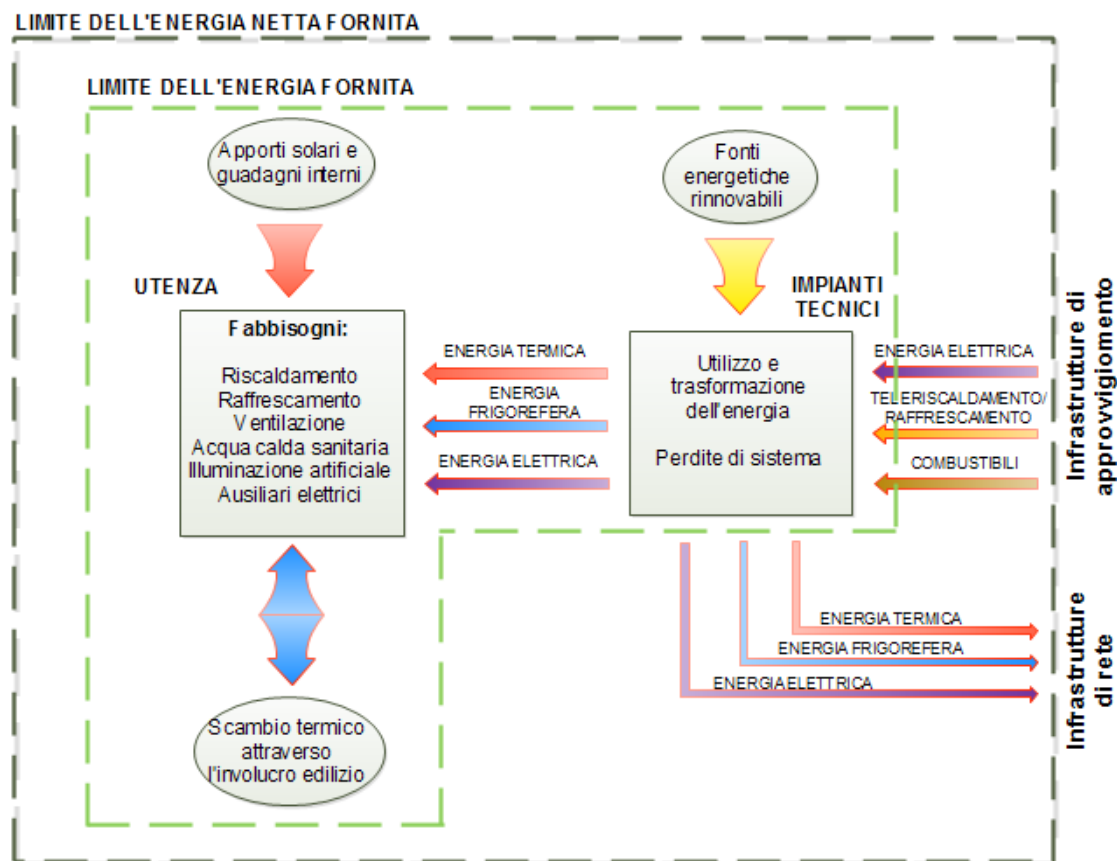 LIMITE DELL'ENERGIA NETTA FORNITA
LIMITE DELL'ENERGIA FORNITA
Apporti solari e
guadagni interni
Fonti
energetiche
rinnovabili
UTENZA
IMPIANTI
TECNICI
Fabbisogni:
Riscaldamento
Raffrescamento
Ventilazione
Acqua calda sanitaria
Illuminazione artificiale
Ausiliari elettrici
ENERGIA TERMICA
ENERGIA
FRIGOREFERA
ENERGIA ELETTRICA
Utilizzo e
trasformazione
dell'energia
Perdite di sistema
ENERGIA ELETTRICA
TELERISCALDAMENTO/
RAFFRESCAMENTO
COMBUSTIBILI
Infrastrutture di
approvvigiomento
ENERGIA TERMICA
ENERGIA FRIGOREFERA
ENERGIA ELETTRICA
Infrastrutture
di rete
Scambio termico
attraverso
l'involucro edilizio